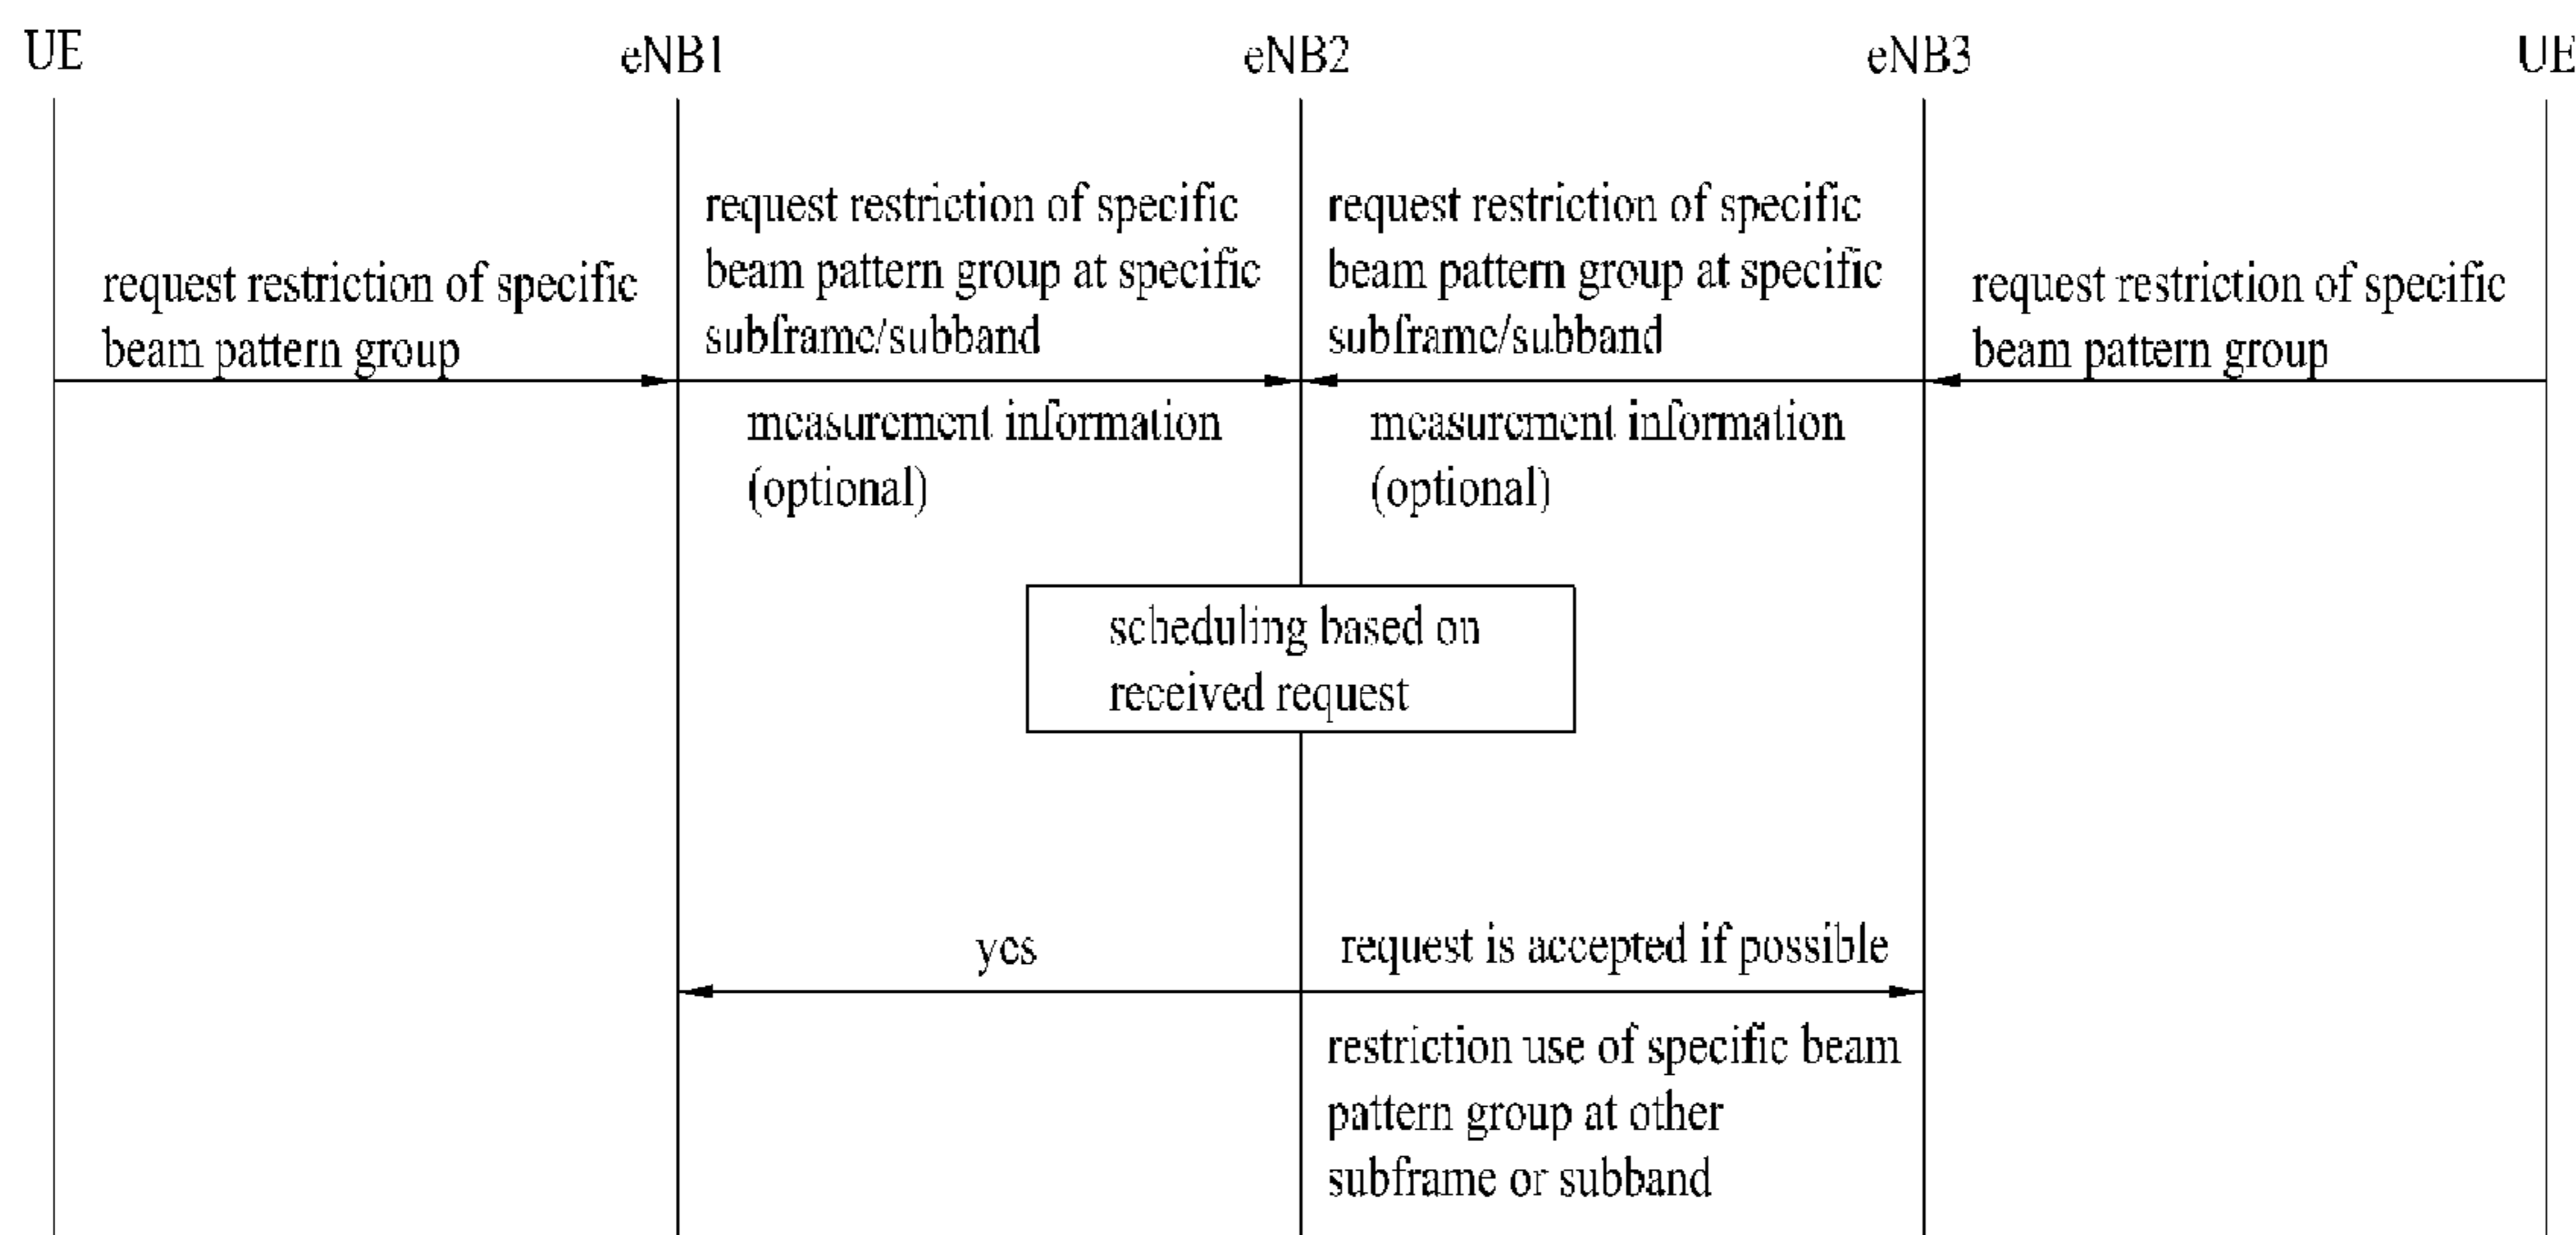 UE
eNB1
eNB2
eNB3
UE
request restriction of specific
beam pattern group
request restriction of specific
beam pattern group at specific
subframe/subband
request restriction of specific
beam pattern group at specific
subframe/subband
request restriction of specific
beam pattern group
measurement information
(optional)
measurement information
(optional)
scheduling based on
received request
yes
request is accepted if possible
restriction use of specific beam
pattern group at other
subframe or subband